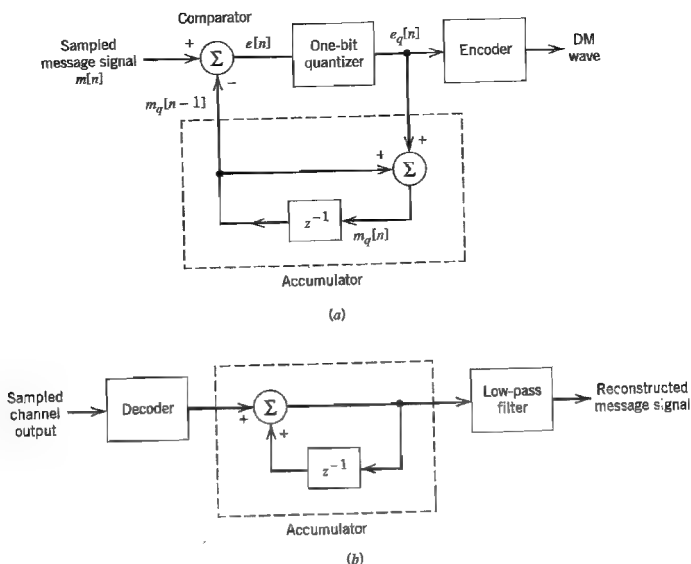 Comparator
Sampled
message signal
m[n]
+
Σ
−
e[n]
One-bit
quantizer
e_q[n]
Encoder
DM
wave
m_q[n − 1]
+
+
Σ
z⁻¹
m_q[n]
Accumulator
(a)
Sampled
channel
output
Decoder
Σ
+
+
z⁻¹
Low-pass
filter
Reconstructed
message signal
Accumulator
(b)